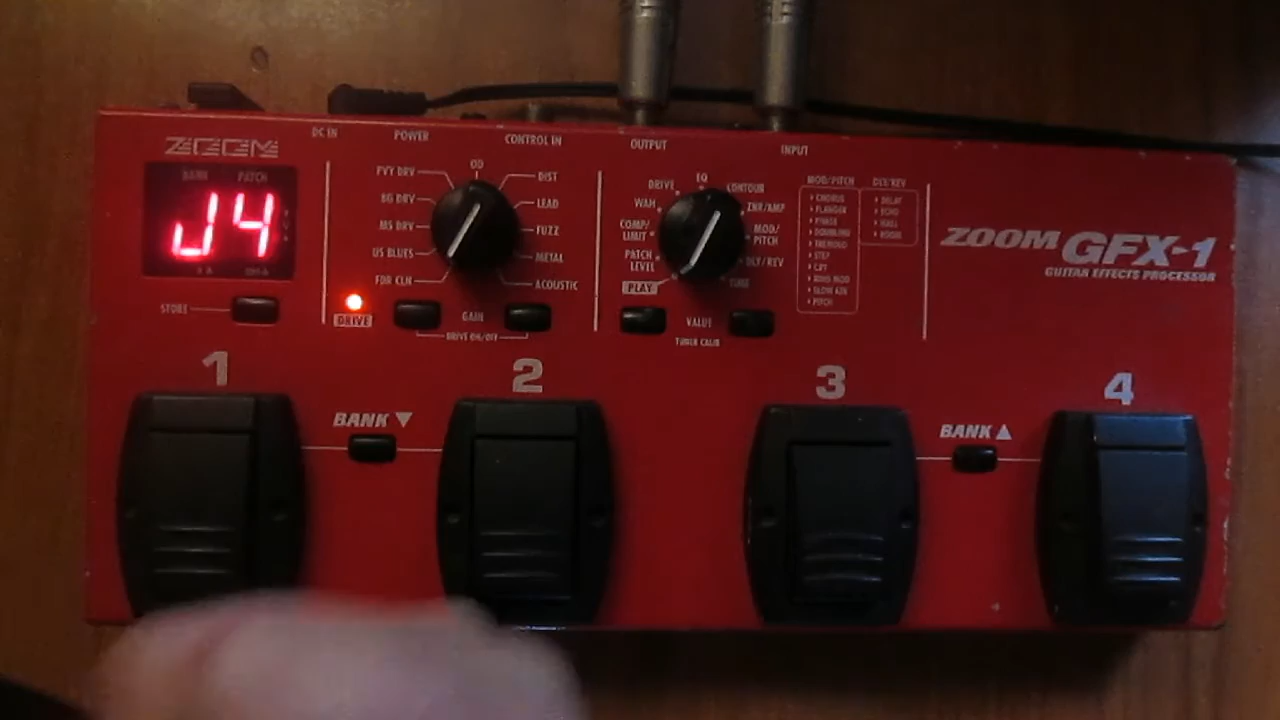 DC IN
POWER
CONTROL IN
OUTPUT
INPUT
ZOOM
BANK PATCH
J4
STORE
DRIVE
OD
PVY DRV
DIST
BG DRV
LEAD
MS DRV
FUZZ
US BLUES
METAL
FDR CLN
ACOUSTIC
GAIN
DRIVE ON/OFF
EQ
DRIVE
CONTOUR
WAH
ZNR/AMP
COMP/
LIMIT
MOD/
PITCH
PATCH
LEVEL
DLY/REV
PLAY
TUNE
VALUE
TUNER CALIB
MOD/PITCH
CHORUS
FLANGER
PHASE
DOUBLING
TREMOLO
STEP
CRY
RING MOD
SLOW ATK
PITCH
DLY/REV
DELAY
ECHO
HALL
ROOM
ZOOM GFX-1
GUITAR EFFECTS PROCESSOR
1
2
3
4
BANK ▼
BANK ▲